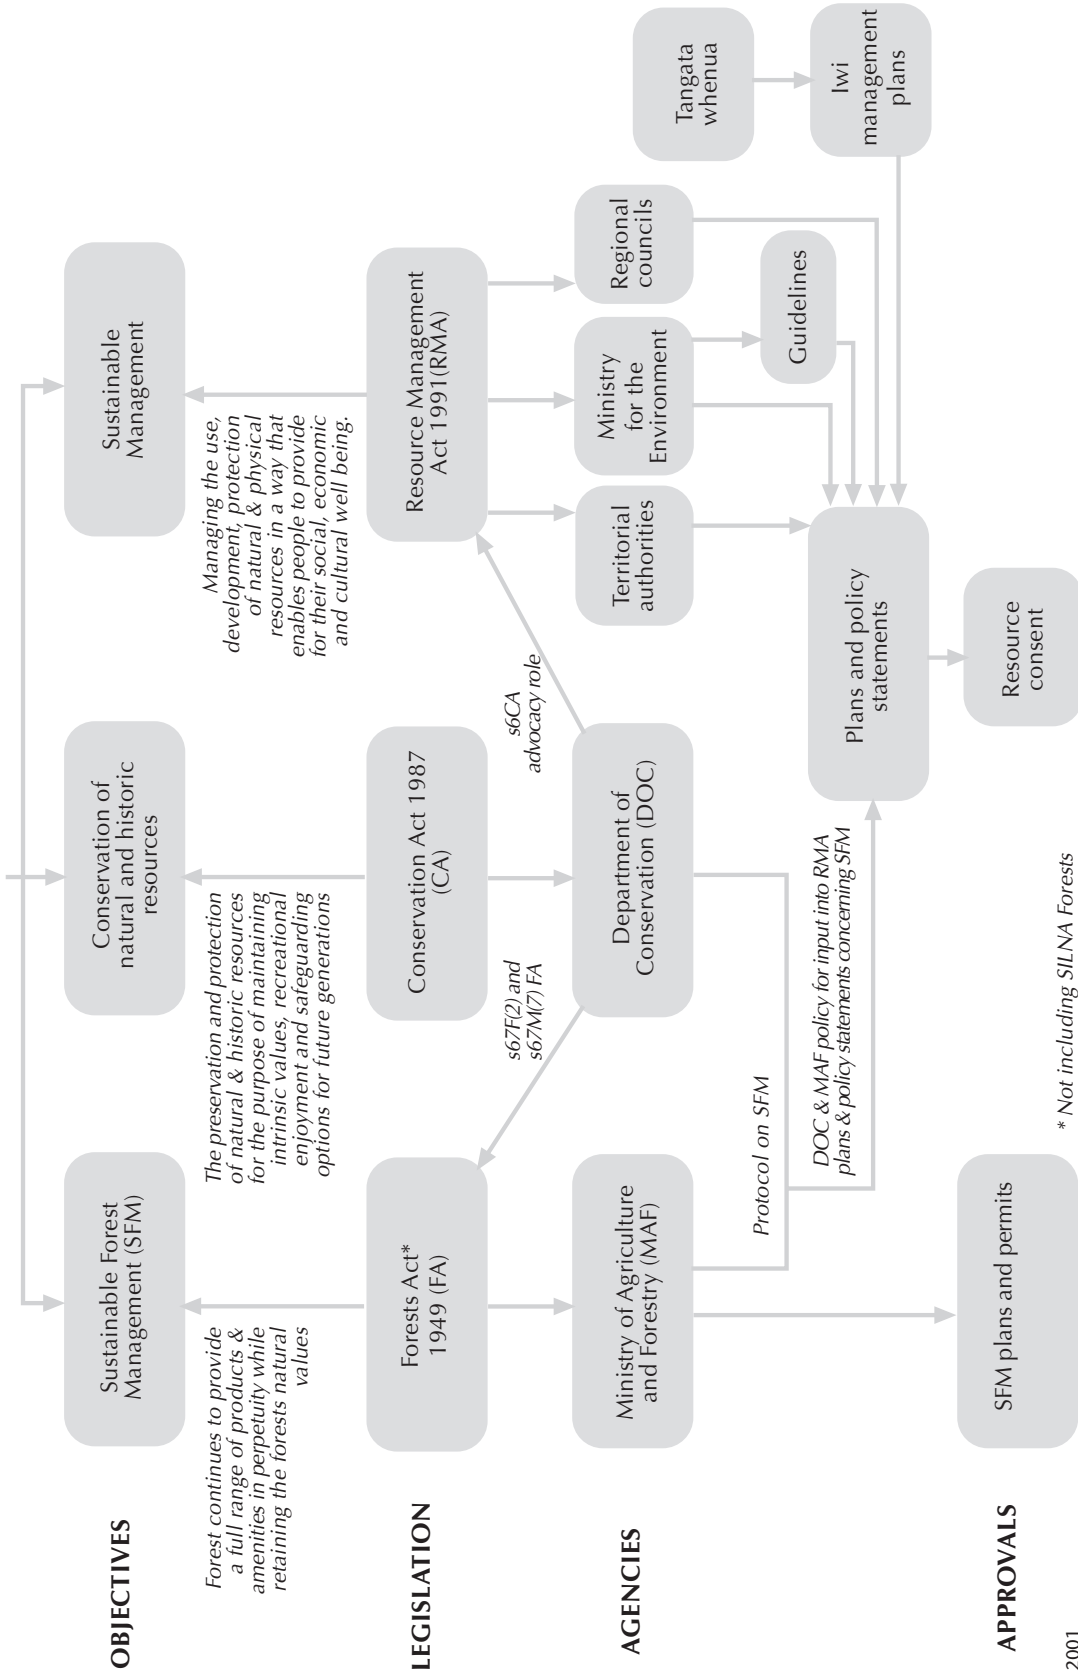 OBJECTIVES
Sustainable Forest
Management (SFM)
Conservation of
natural and historic
resources
Sustainable
Management
Forest continues to provide
a full range of products &
amenities in perpetuity while
retaining the forests natural
values
The preservation and protection
of natural & historic resources
for the purpose of maintaining
intrinsic values, recreational
enjoyment and safeguarding
options for future generations
Managing the use,
development, protection
of natural & physical
resources in a way that
enables people to provide
for their social, economic
and cultural well being.
LEGISLATION
Forests Act*
1949 (FA)
Conservation Act 1987
(CA)
Resource Management
Act 1991(RMA)
s67F(2) and
s67M(7) FA
s6CA
advocacy role
AGENCIES
Ministry of Agriculture
and Forestry (MAF)
Department of
Conservation (DOC)
Territorial
authorities
Ministry
for the
Environment
Regional
councils
Tangata
whenua
Protocol on SFM
Guidelines
DOC & MAF policy for input into RMA
plans & policy statements concerning SFM
Plans and policy
statements
Iwi
management
plans
APPROVALS
SFM plans and permits
Resource
consent
* Not including SILNA Forests
2001